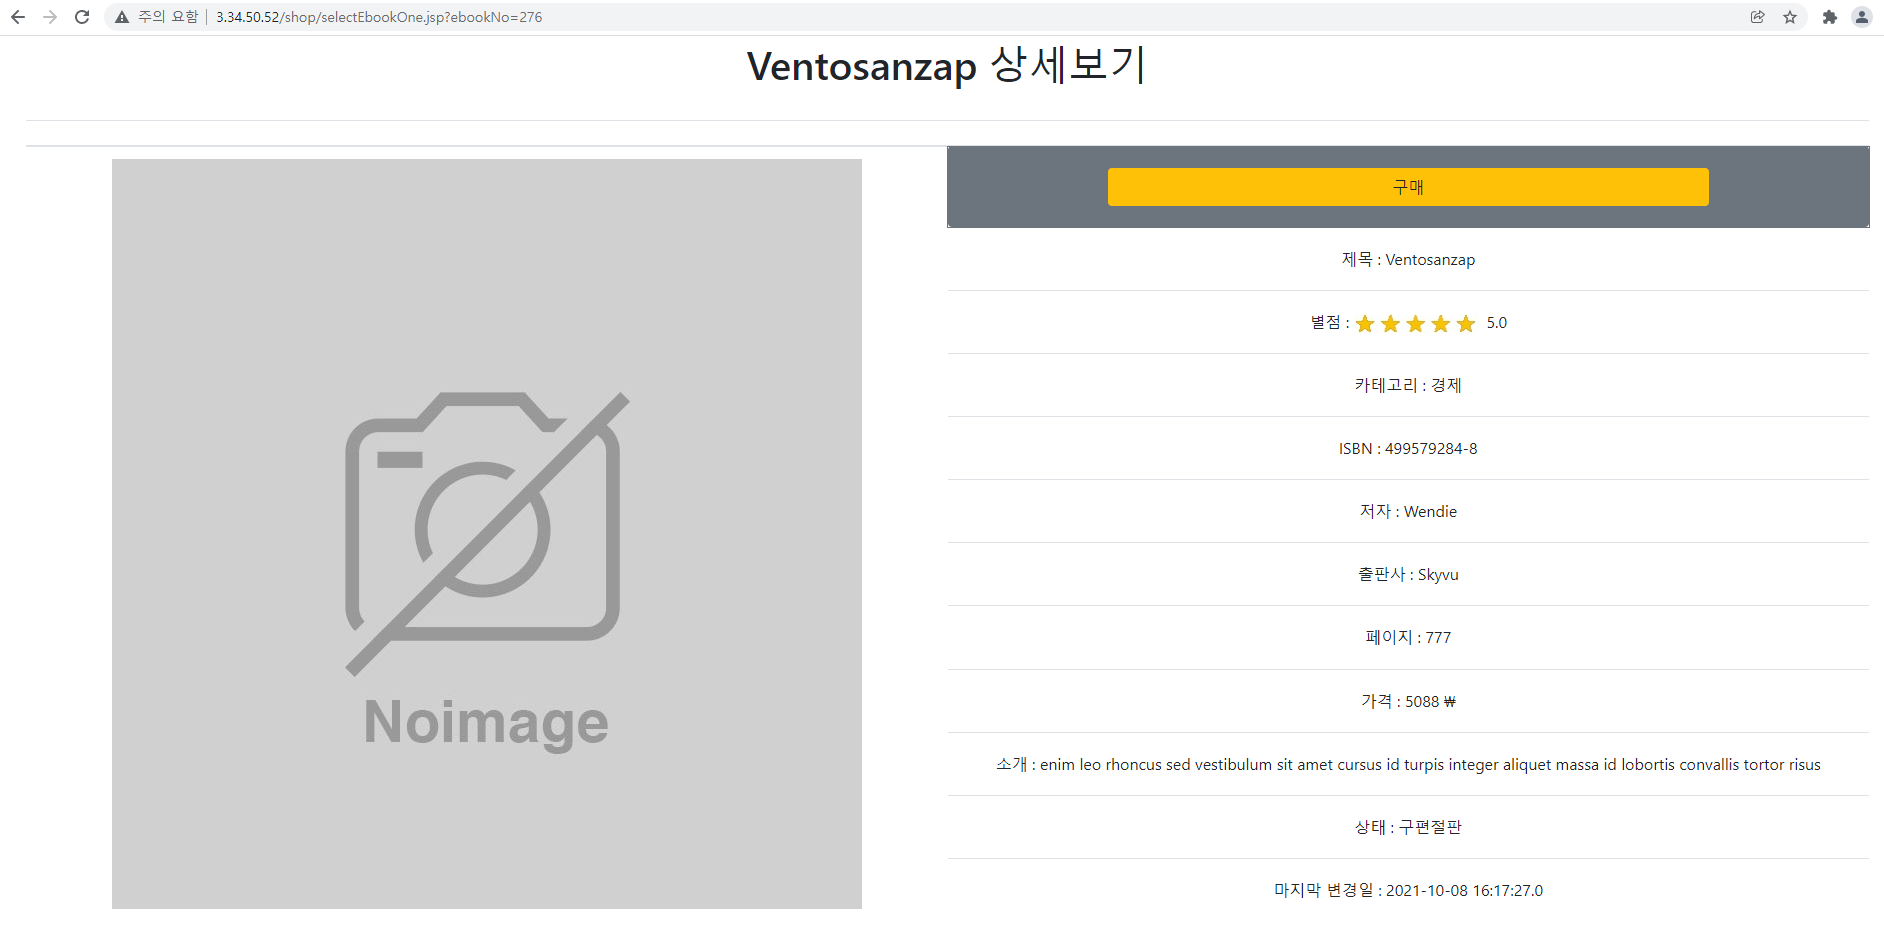 주의 요함
3.34.50.52/shop/selectEbookOne.jsp?ebookNo=276
Ventosanzap 상세보기
구매
제목 : Ventosanzap
별점 : 5.0
카테고리 : 경제
ISBN : 499579284-8
저자 : Wendie
출판사 : Skyvu
페이지 : 777
가격 : 5088 ₩
소개 : enim leo rhoncus sed vestibulum sit amet cursus id turpis integer aliquet massa id lobortis convallis tortor risus
상태 : 구편절판
마지막 변경일 : 2021-10-08 16:17:27.0
Noimage